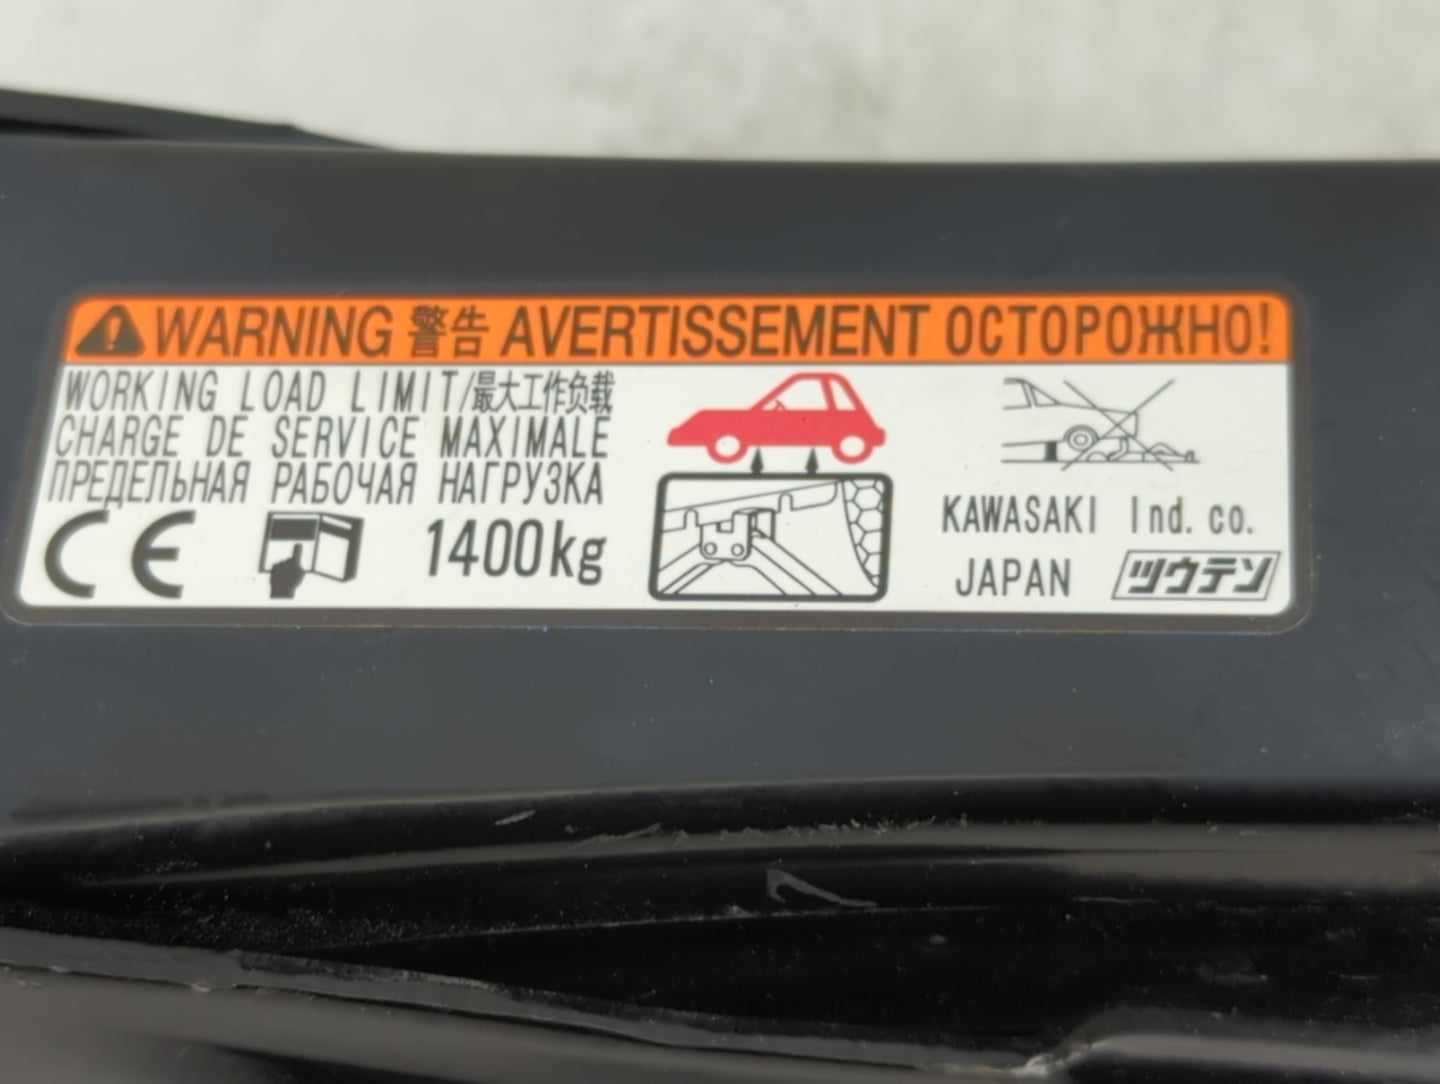 WARNING 警告 AVERTISSEMENT ОСТОРОЖНО!
WORKING LOAD LIMIT/最大工作负载
CHARGE DE SERVICE MAXIMALE
ПРЕДЕЛЬНАЯ РАБОЧАЯ НАГРУЗКА
CE 1400kg
KAWASAKI Ind. co.
JAPAN ツウテン